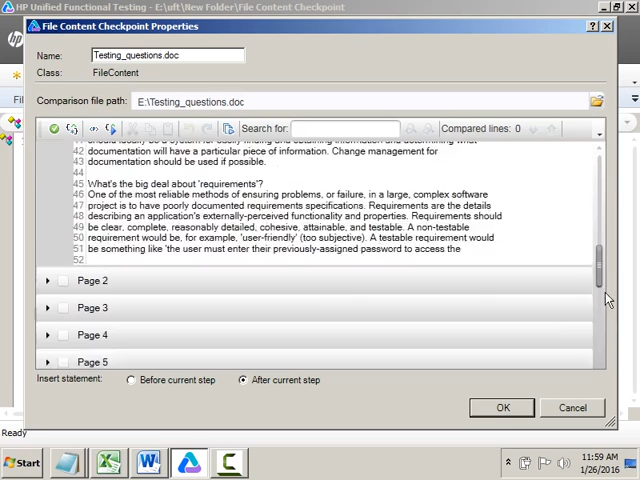 HP Unified Functional Testing - E:\uft\New Folder\File Content Checkpoint
File Content Checkpoint Properties
Name: Testing_questions.doc
Class: FileContent
Comparison file path: E:\Testing_questions.doc
Search for: Compared lines: 0
42 documentation will have a particular piece of information. Change management for
43 documentation should be used if possible.
44
45 What's the big deal about 'requirements'?
46 One of the most reliable methods of ensuring problems, or failure, in a large, complex software
47 project is to have poorly documented requirements specifications. Requirements are the details
48 describing an application's externally-perceived functionality and properties. Requirements should
49 be clear, complete, reasonably detailed, cohesive, attainable, and testable. A non-testable
50 requirement would be, for example, 'user-friendly' (too subjective). A testable requirement would
51 be something like 'the user must enter their previously-assigned password to access the
52
Page 2
Page 3
Page 4
Page 5
Insert statement: Before current step After current step
OK Cancel
Ready
Start
11:59 AM
1/26/2016